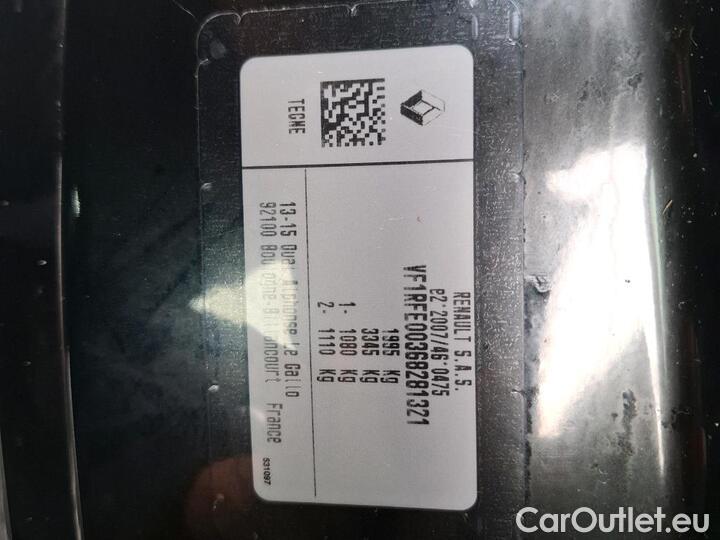 RENAULT S.A.S.
e2*2007/46*0475
VF1RFE00368281321
1995 Kg
3345 Kg
1- 1080 Kg
2- 1110 Kg
TEGME
13-15 Quai Alphonse Le Gallo
92100 Boulogne-Billancourt France
531097
CarOutlet.eu